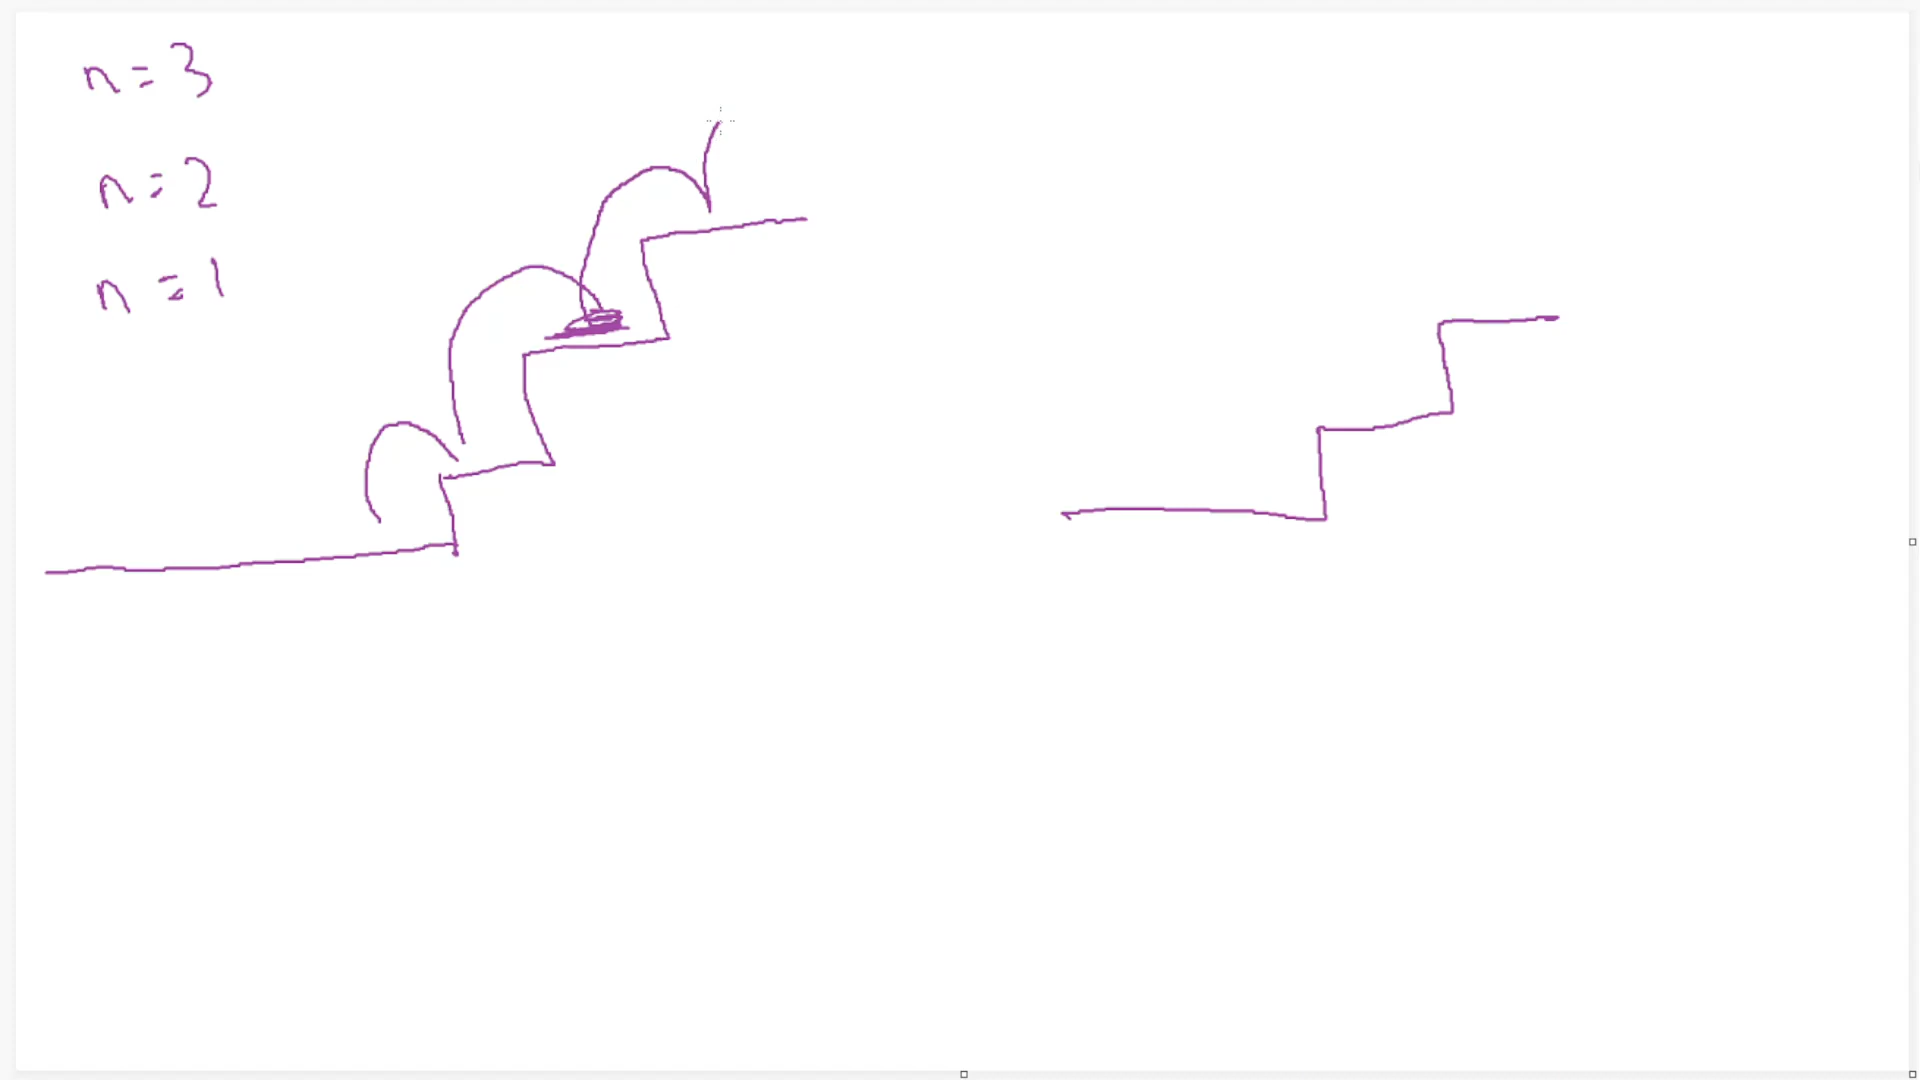 n = 3
n = 2
n = 1